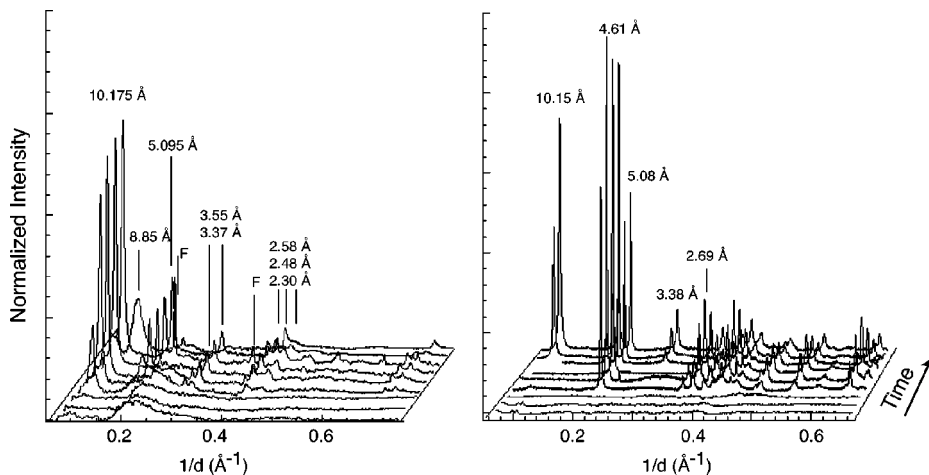 Normalized Intensity
10.175 Å
5.095 Å
8.85 Å
F
3.55 Å
3.37 Å
F
2.58 Å
2.48 Å
2.30 Å
0.2 0.4 0.6
1/d (Å-1)
4.61 Å
10.15 Å
5.08 Å
2.69 Å
3.38 Å
0.2 0.4 0.6
1/d (Å-1)
Time